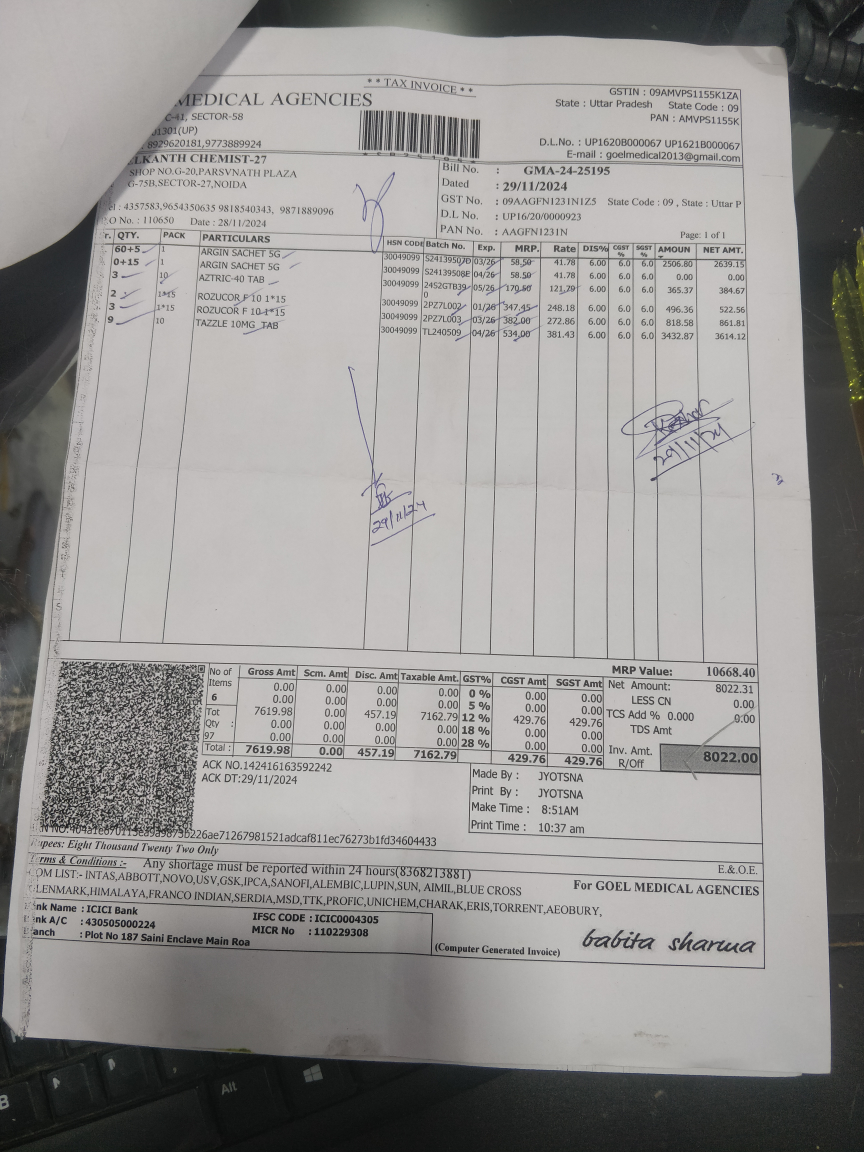 * * TAX INVOICE * *
MEDICAL AGENCIES
C-41, SECTOR-58
01301(UP)
8929620181,9773889924
GSTIN : 09AMVPS1155K1ZA
State : Uttar Pradesh State Code : 09
PAN : AMVPS1155K
D.L.No. : UP1620B000067 UP1621B000067
E-mail : goelmedical2013@gmail.com
LKANTH CHEMIST-27
SHOP NO.G-20,PARSVNATH PLAZA
G-75B,SECTOR-27,NOIDA
el : 4357583,9654350635 9818540343, 9871889096
O No. : 110650 Date : 28/11/2024
Bill No. : GMA-24-25195
Dated : 29/11/2024
GST No. : 09AAGFN1231N1Z5 State Code : 09 , State : Uttar P
D.L No. : UP16/20/0000923
PAN No. : AAGFN1231N Page: 1 of 1
r. QTY. PACK PARTICULARS HSN CODE Batch No. Exp. MRP. Rate DIS% CGST % SGST % AMOUN NET AMT.
60+5 1 ARGIN SACHET 5G 30049099 S24139507D 03/26 58.50 41.78 6.00 6.0 6.0 2506.80 2639.15
0+15 1 ARGIN SACHET 5G 30049099 S24139508E 04/26 58.50 41.78 6.00 6.0 6.0 0.00 0.00
3 10 AZTRIC-40 TAB 30049099 24S2GTB39 05/26 170.50 121.79 6.00 6.0 6.0 365.37 384.67
0
2 1*15 ROZUCOR F 10 1*15 30049099 2PZ7L002 01/26 347.45 248.18 6.00 6.0 6.0 496.36 522.56
3 1*15 ROZUCOR F 10 1*15 30049099 2PZ7L003 03/26 382.00 272.86 6.00 6.0 6.0 818.58 861.81
9 10 TAZZLE 10MG TAB 30049099 TL240509 04/26 534.00 381.43 6.00 6.0 6.0 3432.87 3614.12
29/11/24
29/11/24
No of Items Gross Amt Scm. Amt Disc. Amt Taxable Amt. GST% CGST Amt SGST Amt
6 0.00 0.00 0.00 0.00 0 % 0.00 0.00
0.00 0.00 0.00 0.00 5 % 0.00 0.00
Tot 7619.98 0.00 457.19 7162.79 12 % 429.76 429.76
Qty : 0.00 0.00 0.00 0.00 18 % 0.00 0.00
97 0.00 0.00 0.00 0.00 28 % 0.00 0.00
Total : 7619.98 0.00 457.19 7162.79 429.76 429.76
MRP Value: 10668.40
Net Amount: 8022.31
LESS CN 0.00
TCS Add % 0.000 0.00
TDS Amt
Inv. Amt. 8022.00
R/Off
ACK NO.142416163592242
ACK DT:29/11/2024
Made By : JYOTSNA
Print By : JYOTSNA
Make Time : 8:51AM
Print Time : 10:37 am
226ae71267981521adcaf811ec76273b1fd34604433
upees: Eight Thousand Twenty Two Only
erms & Conditions :- Any shortage must be reported within 24 hours(8368213881) E.&O.E.
OM LIST:- INTAS,ABBOTT,NOVO,USV,GSK,IPCA,SANOFI,ALEMBIC,LUPIN,SUN, AIMIL,BLUE CROSS
LENMARK,HIMALAYA,FRANCO INDIAN,SERDIA,MSD,TTK,PROFIC,UNICHEM,CHARAK,ERIS,TORRENT,AEOBURY,
For GOEL MEDICAL AGENCIES
nk Name : ICICI Bank IFSC CODE : ICIC0004305
nk A/C : 430505000224 MICR No : 110229308
anch : Plot No 187 Saini Enclave Main Roa
(Computer Generated Invoice)
babita sharma
B
Alt